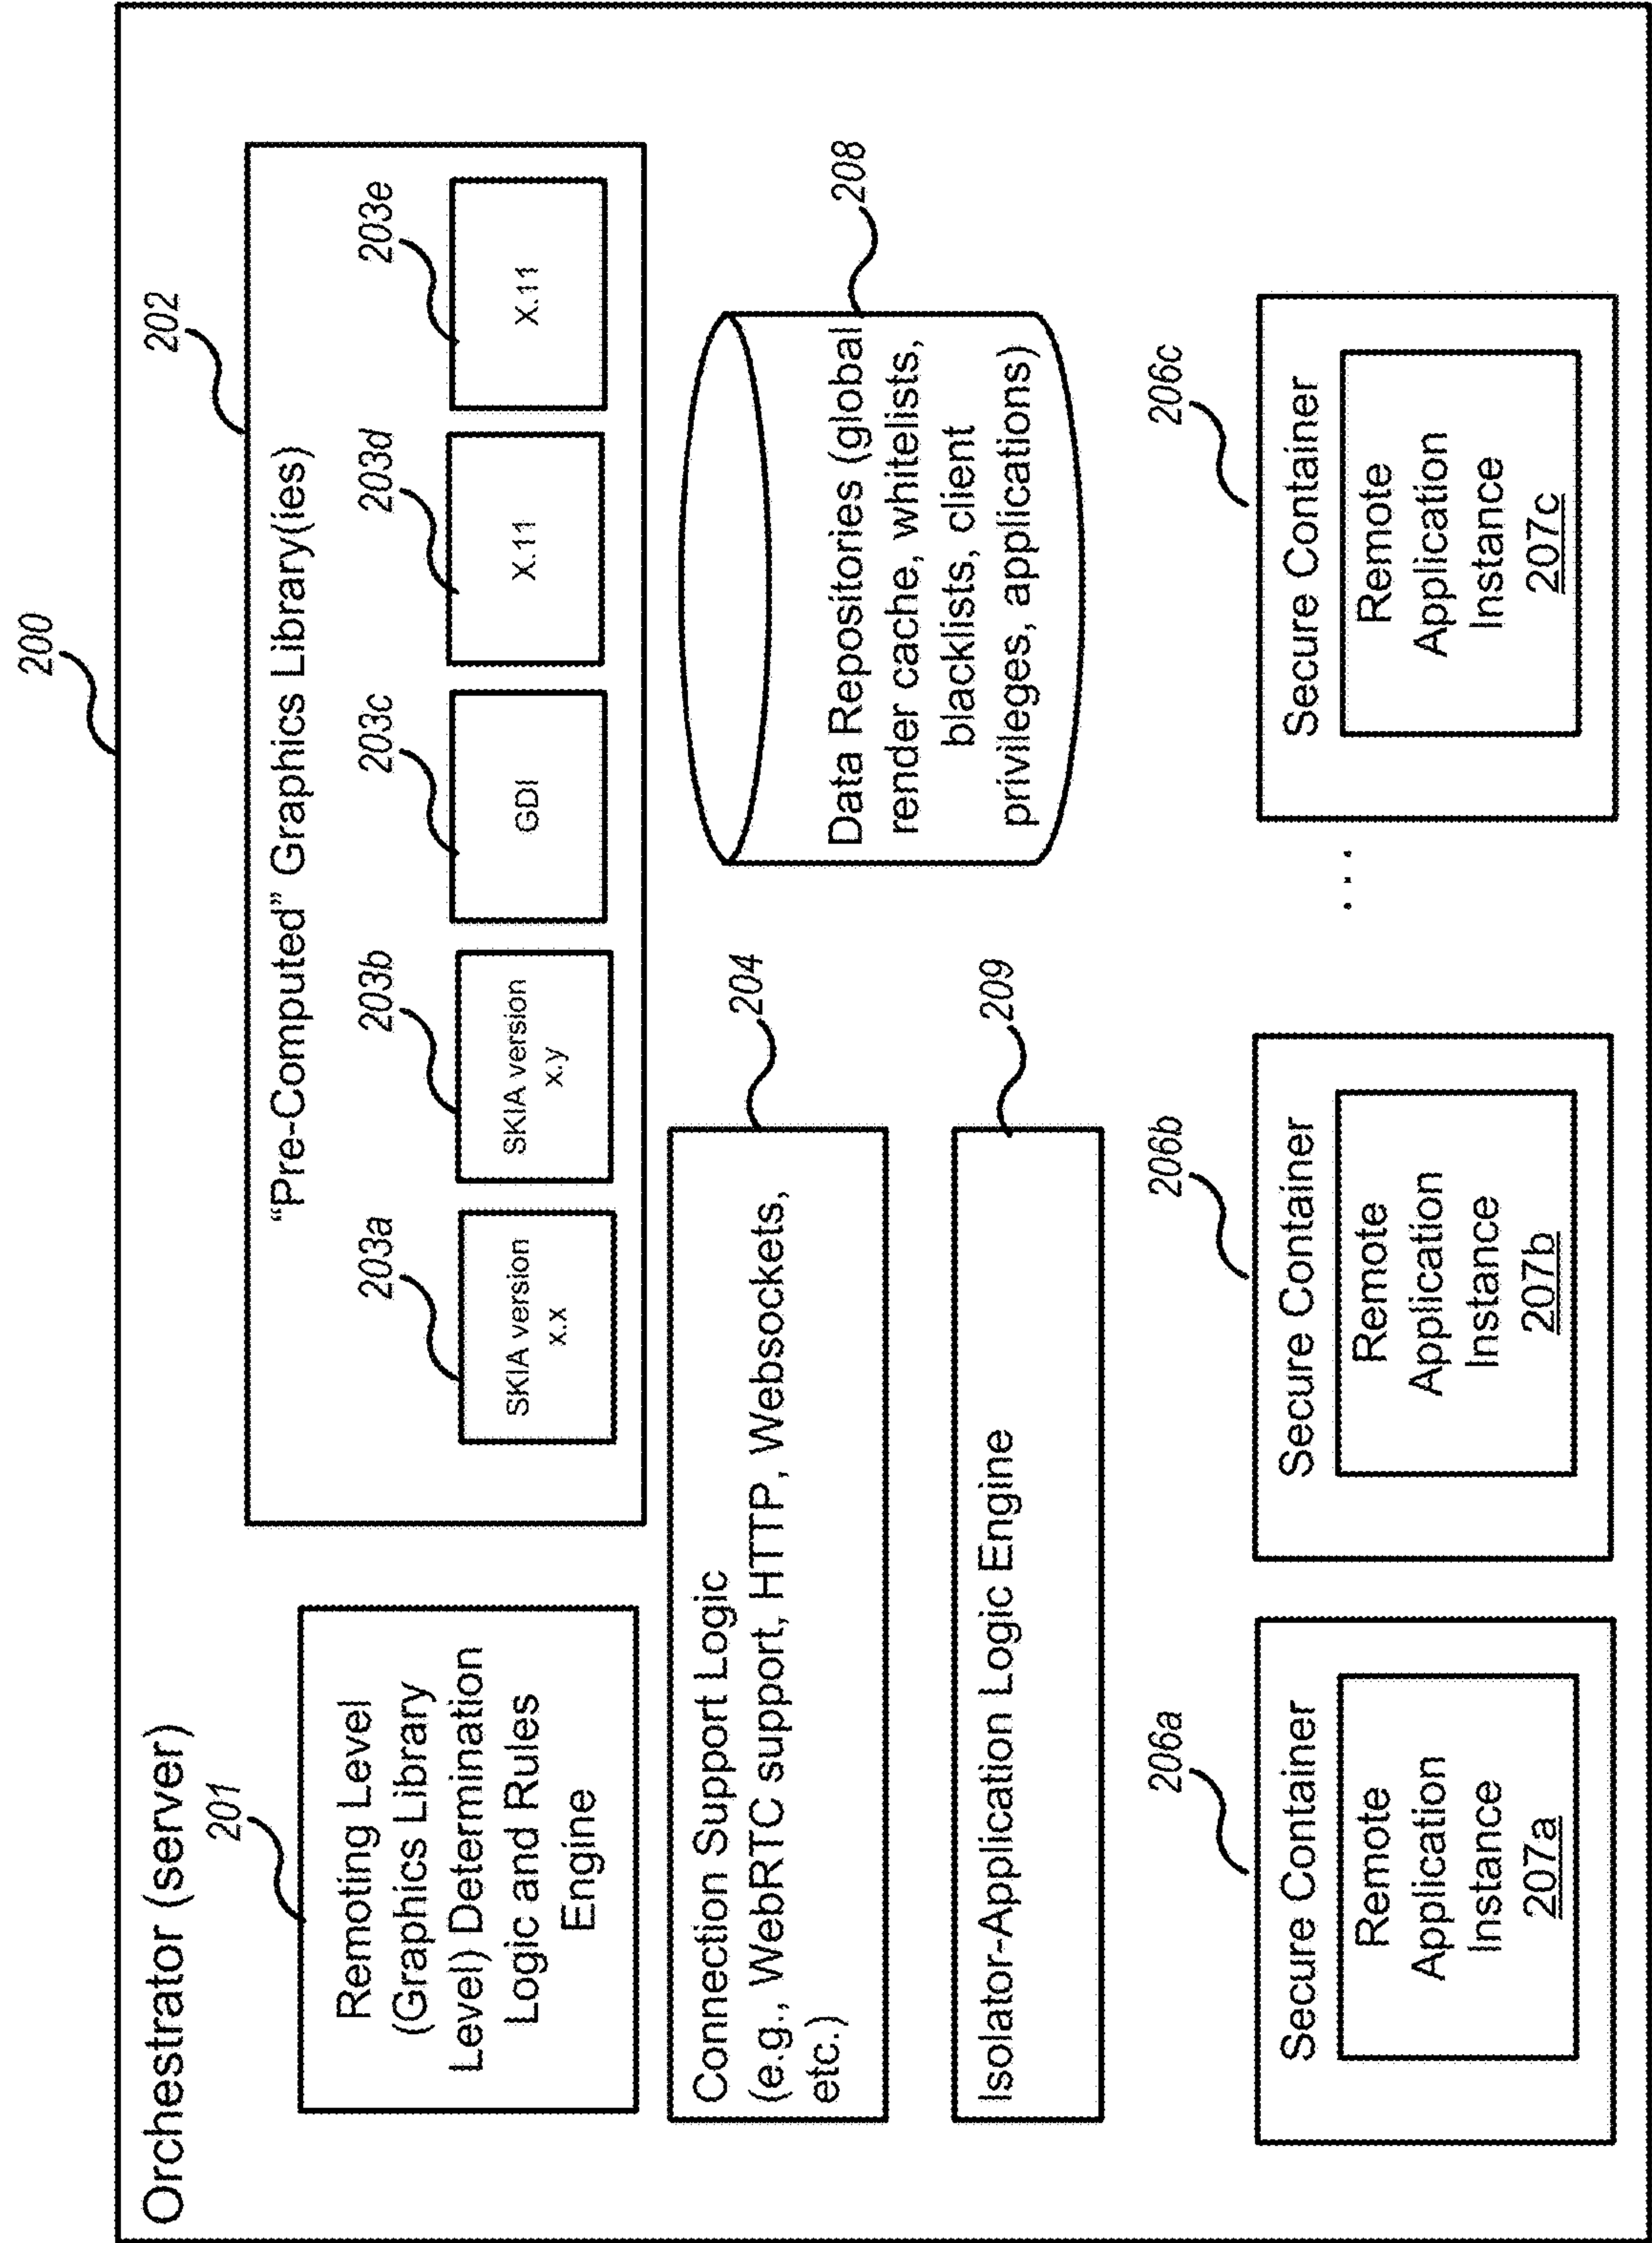 200
Orchestrator (server)
201
Remoting Level
(Graphics Library
Level) Determination
Logic and Rules
Engine
202
“Pre-Computed” Graphics Library(ies)
203a
SKIA version
x.x
203b
SKIA version
x.y
203c
GDI
203d
X.11
203e
X.11
204
Connection Support Logic
(e.g., WebRTC support, HTTP, Websockets,
etc.)
209
Isolator-Application Logic Engine
208
Data Repositories (global
render cache, whitelists,
blacklists, client
privileges, applications)
206a
Secure Container
Remote
Application
Instance
207a
206b
Secure Container
Remote
Application
Instance
207b
. . .
206c
Secure Container
Remote
Application
Instance
207c